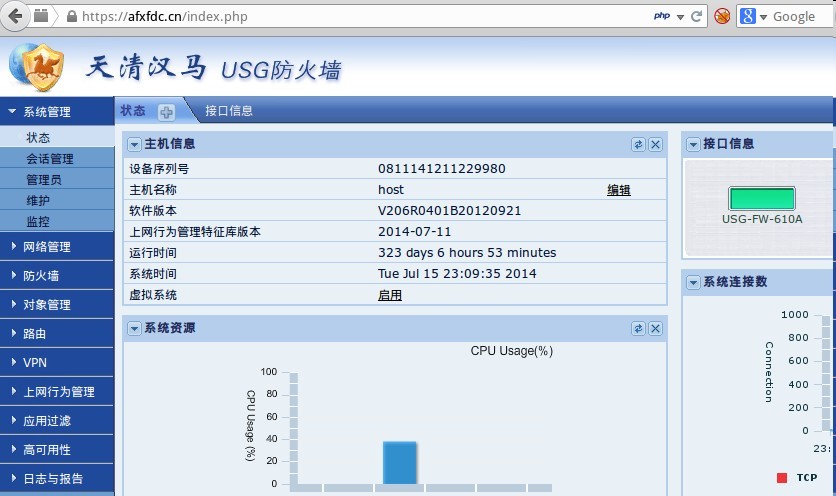 https://afxfdc.cn/index.php
php
Google
天清汉马 USG防火墙
系统管理
状态
会话管理
管理员
维护
监控
网络管理
防火墙
对象管理
路由
VPN
上网行为管理
应用过滤
高可用性
日志与报告
状态 接口信息
主机信息
设备序列号 0811141211229980
主机名称 host 编辑
软件版本 V206R0401B20120921
上网行为管理特征库版本 2014-07-11
运行时间 323 days 6 hours 53 minutes
系统时间 Tue Jul 15 23:09:35 2014
虚拟系统 启用
系统资源
CPU Usage(%)
CPU Usage (%)
100
80
60
40
20
0
接口信息
USG-FW-610A
系统连接数
Connection
1000
800
600
400
200
0
23:
TCP